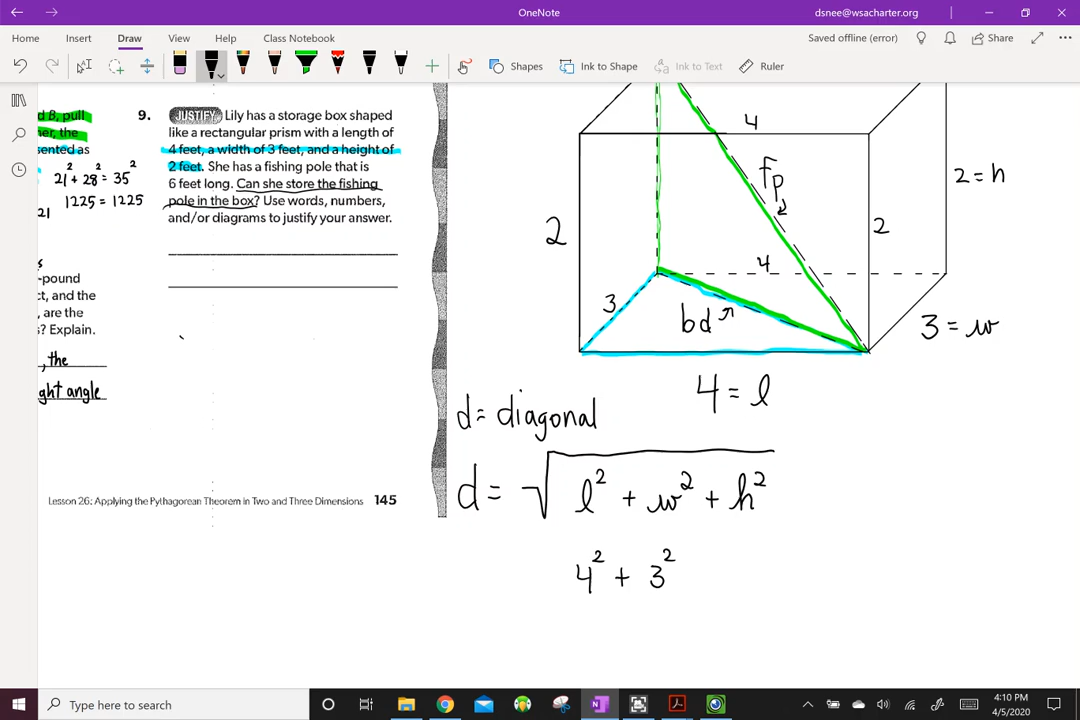 OneNote
dsnee@wsacharter.org
Home Insert Draw View Help Class Notebook
Saved offline (error)
Share
Shapes
Ink to Shape
Ink to Text
Ruler
d B, pull
ner, the
sented as
21² + 28² = 35²
1225 = 1225
21
s
-pound
ct, and the
, are the
s? Explain.
, the
ght angle
9. JUSTIFY Lily has a storage box shaped
like a rectangular prism with a length of
4 feet, a width of 3 feet, and a height of
2 feet. She has a fishing pole that is
6 feet long. Can she store the fishing
pole in the box? Use words, numbers,
and/or diagrams to justify your answer.
Lesson 26: Applying the Pythagorean Theorem in Two and Three Dimensions 145
4
Fp
2 = h
2
2
4
3
bd
3 = w
4 = l
d = diagonal
d = √l² + w² + h²
4² + 3²
Type here to search
4:10 PM
4/5/2020